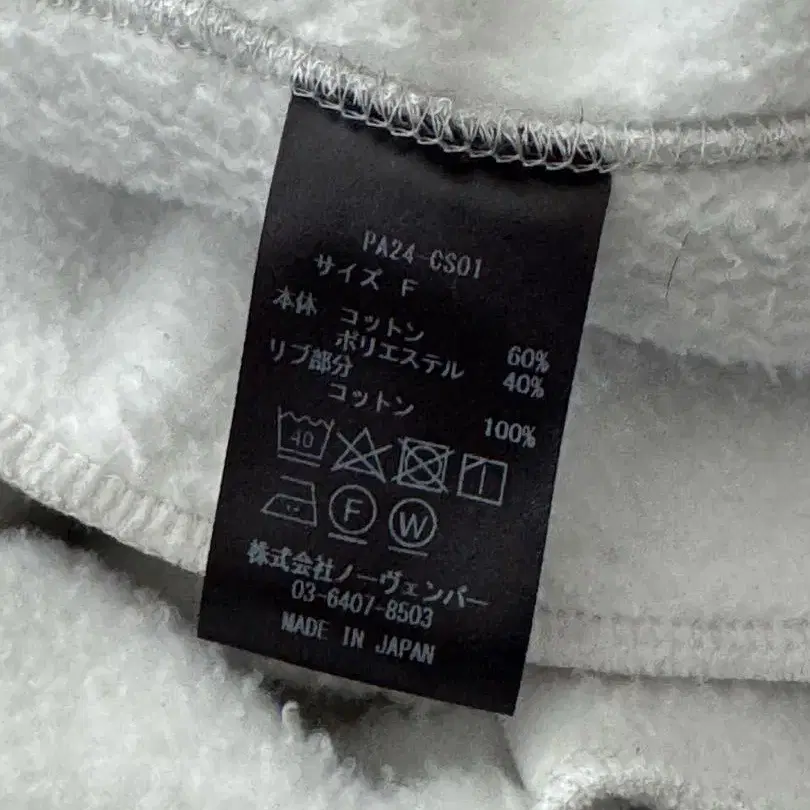 PA24-CS01
サイズ F
本体 コットン 60%
ポリエステル 40%
リブ部分
コットン 100%
40
F W
株式会社ノーヴェンバー
03-6407-8503
MADE IN JAPAN